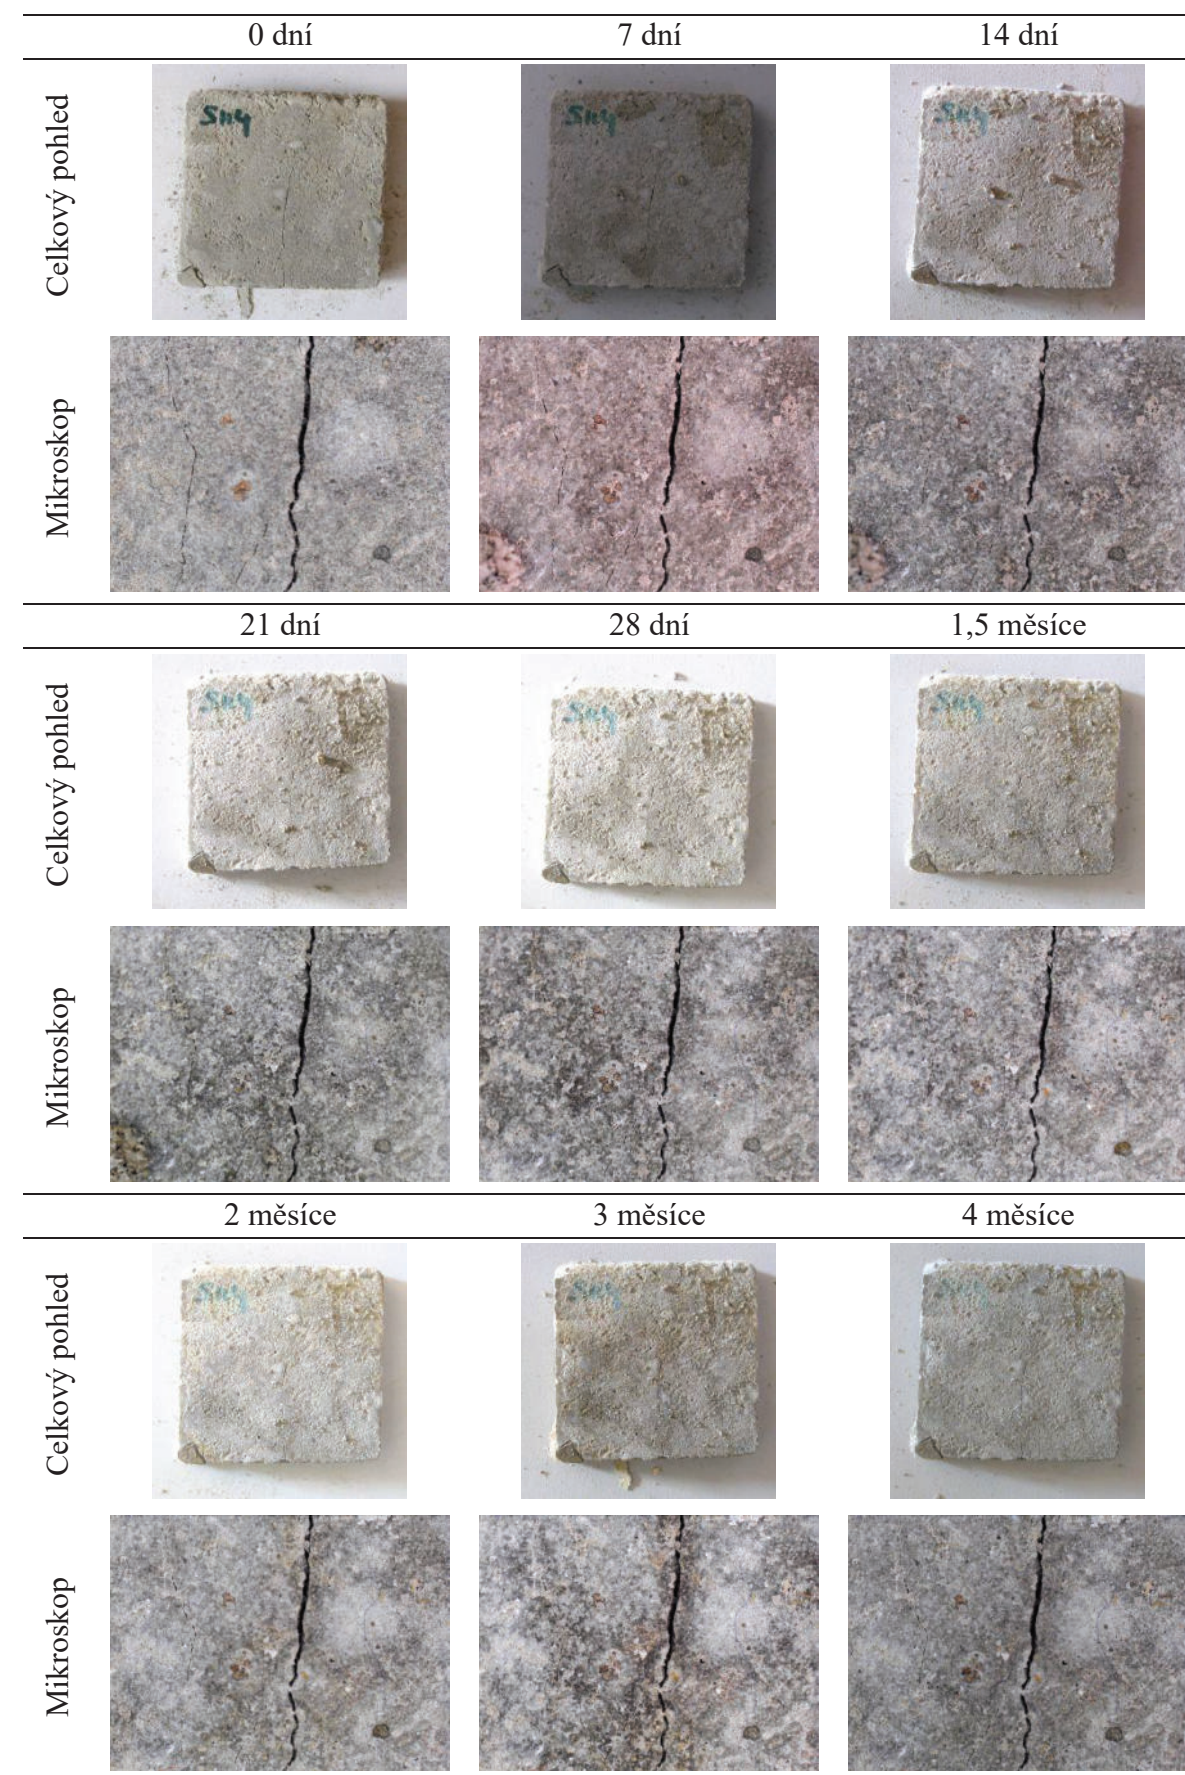 0 dní 7 dní 14 dní
Celkový pohled
Mikroskop
21 dní 28 dní 1,5 měsíce
Celkový pohled
Mikroskop
2 měsíce 3 měsíce 4 měsíce
Celkový pohled
Mikroskop